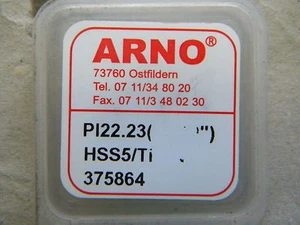 ARNO®
73760 Ostfildern
Tel. 07 11/34 80 20
Fax. 07 11/3 48 02 30
PI22.23( ")
HSS5/Ti
375864